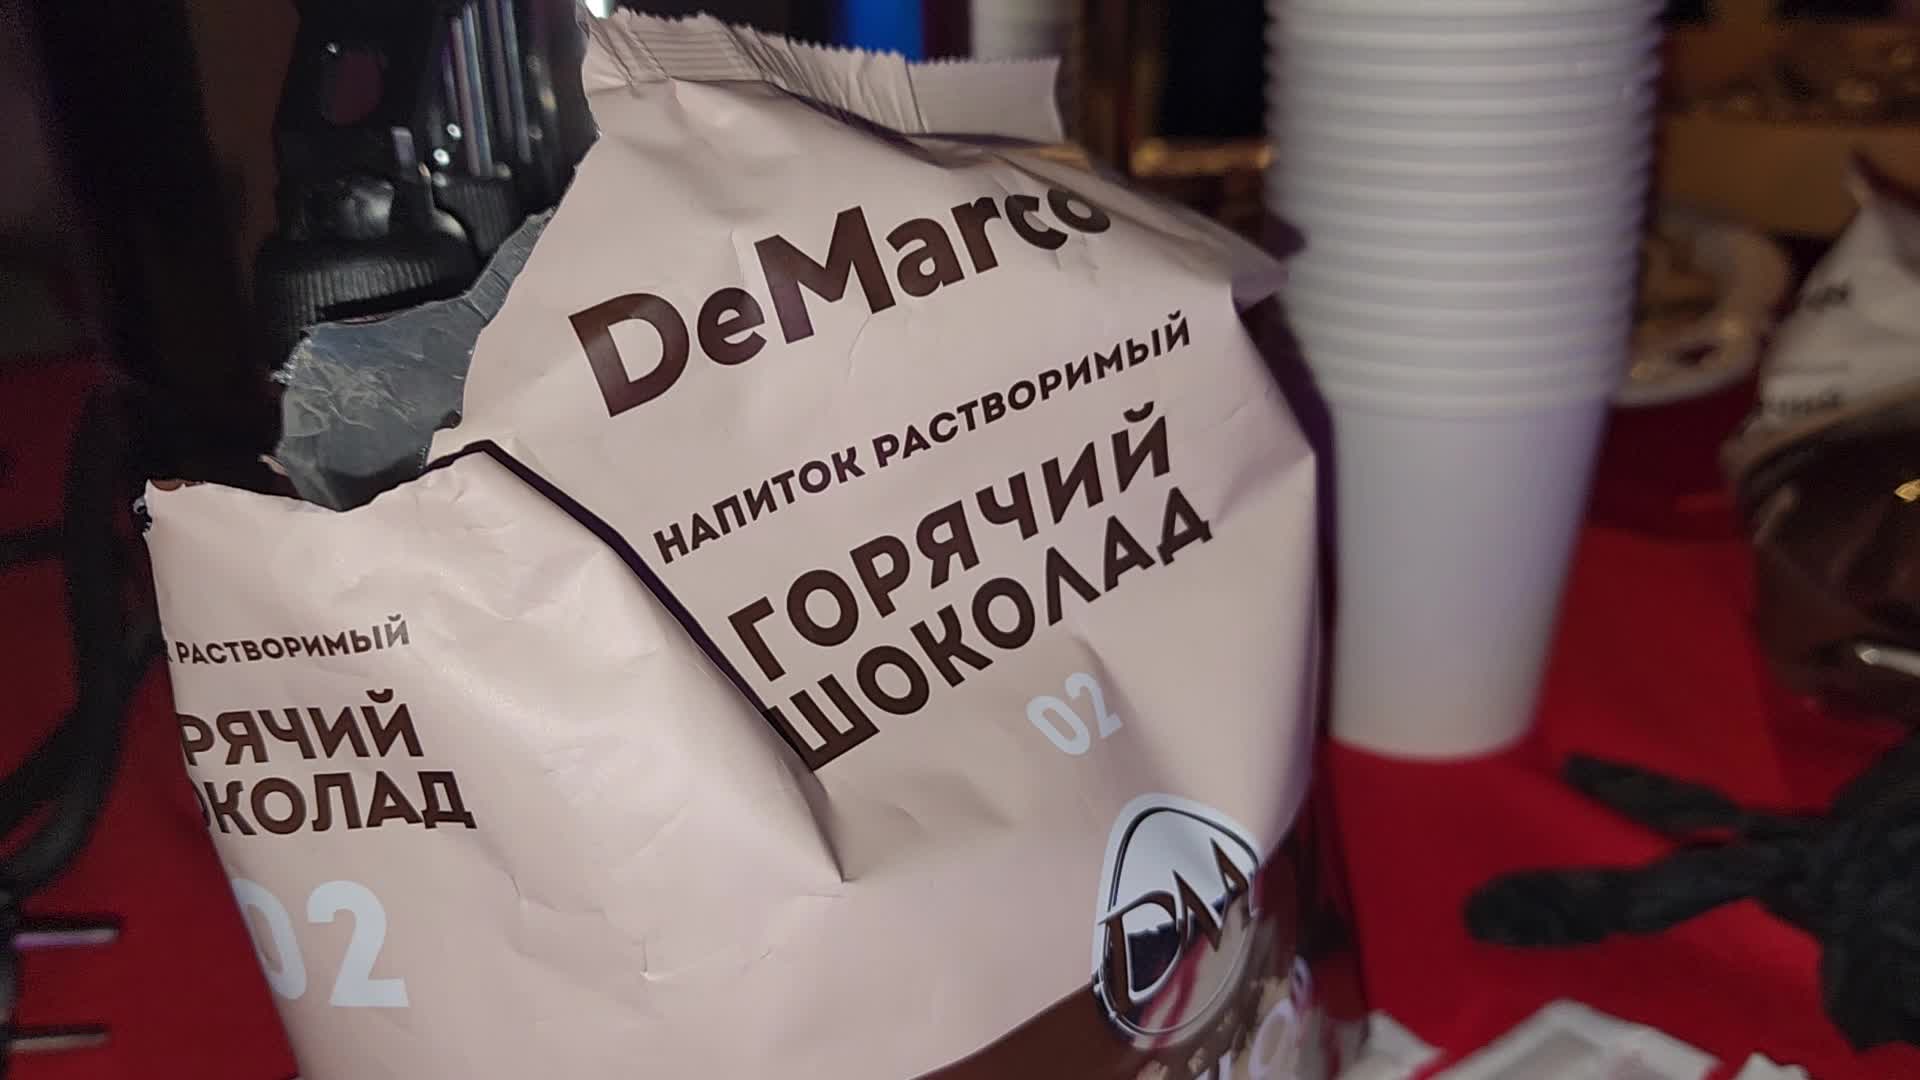 DeMarco
НАПИТОК РАСТВОРИМЫЙ
ГОРЯЧИЙ
ШОКОЛАД
02
РАСТВОРИМЫЙ
РЯЧИЙ
ОКОЛАД
02